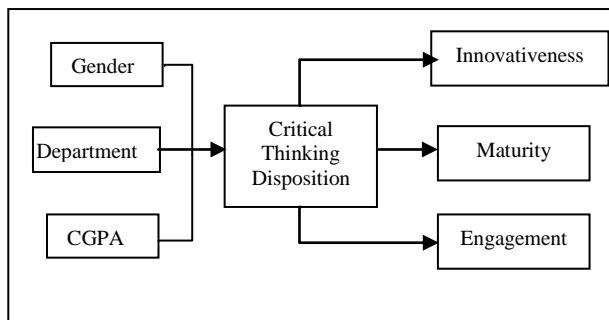 Gender
Department
CGPA
Critical
Thinking
Disposition
Innovativeness
Maturity
Engagement